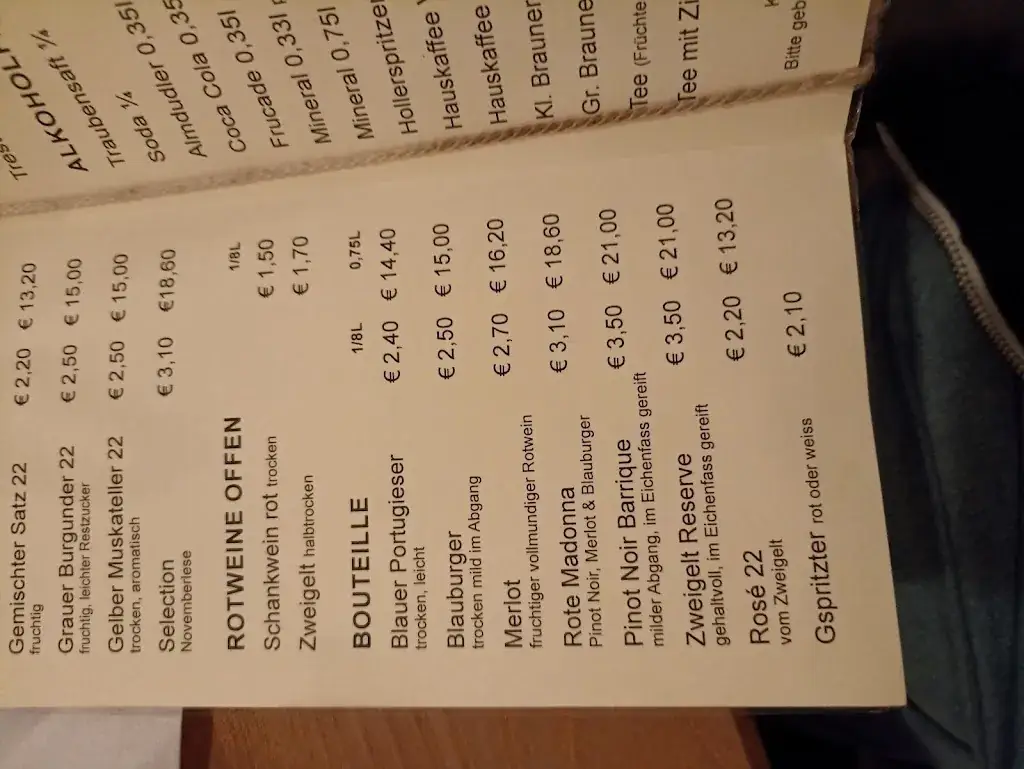 Gemischter Satz 22 € 2,20 € 13,20
fruchtig
Grauer Burgunder 22 € 2,50 € 15,00
fruchtig, leichter Restzucker
Gelber Muskateller 22 € 2,50 € 15,00
trocken, aromatisch
Selection € 3,10 €18,60
Novemberlese
ROTWEINE OFFEN 1/8L
Schankwein rot trocken € 1,50
Zweigelt halbtrocken € 1,70
BOUTEILLE 1/8L 0,75L
Blauer Portugieser € 2,40 € 14,40
trocken, leicht
Blauburger € 2,50 € 15,00
trocken mild im Abgang
Merlot € 2,70 € 16,20
fruchtiger vollmundiger Rotwein
Rote Madonna € 3,10 € 18,60
Pinot Noir, Merlot & Blauburger
Pinot Noir Barrique € 3,50 € 21,00
milder Abgang, im Eichenfass gereift
Zweigelt Reserve € 3,50 € 21,00
gehaltvoll, im Eichenfass gereift
Rosé 22 € 2,20 € 13,20
vom Zweigelt
Gspritzter rot oder weiss € 2,10
ALKOHOL
Traubensaft ¼
Soda ¼
Almdudler 0,35l
Coca Cola 0,35
Frucade 0,35l
Mineral 0,33l
Mineral 0,75l
Hollerspritzer
Hauskaffee
Hauskaffee
Kl. Brauner
Gr. Braune
Tee (Früchte
Tee mit Zi
Bitte geb